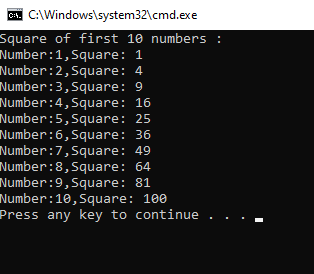 C:\Windows\system32\cmd.exe
Square of first 10 numbers :
Number:1,Square: 1
Number:2,Square: 4
Number:3,Square: 9
Number:4,Square: 16
Number:5,Square: 25
Number:6,Square: 36
Number:7,Square: 49
Number:8,Square: 64
Number:9,Square: 81
Number:10,Square: 100
Press any key to continue . . .